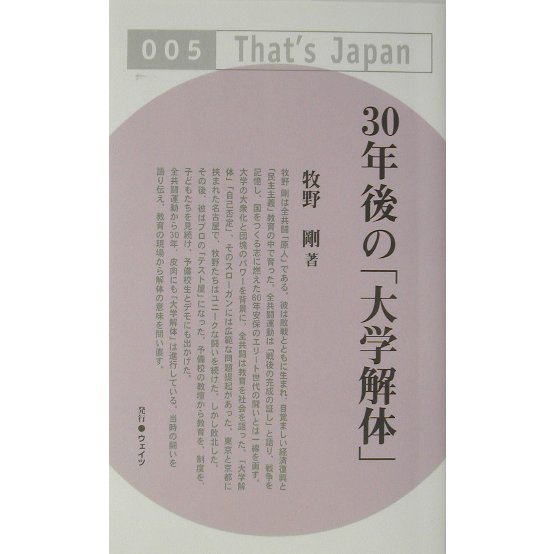 005 That's Japan
30年後の「大学解体」
牧野 剛 著
牧野 剛は全共闘「原人」である。彼は敗戦とともに生まれ、目覚ましい経済復興と
「民主主義」教育の中で育った。全共闘運動は「戦後の完成の証し」と語り、戦争を
記憶し、国をつくる志に燃えた60年安保のエリート世代の闘いとは一線を画す。
大学の大衆化と団塊のパワーを背景に、全共闘は教育を社会を語った。「大学解
体」「自己否定」、そのスローガンには広範な問題提起があった。東京と京都に
挟まれた名古屋で、牧野たちはユニークな闘いを続けた。しかし敗北した。
その後、彼はプロの「テスト屋」になった。予備校の教壇から教育を、制度を、
子どもたちを見続け、予備校生とデモにも出かけた。
全共闘運動から30年、皮肉にも「大学解体」は進行している。当時の闘いを
語り伝え、教育の現場から解体の意味を問い直す。
発行●ウェイツ